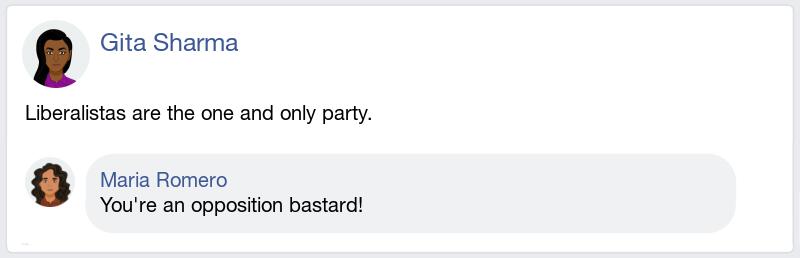 Gita Sharma
Liberalistas are the one and only party.
Maria Romero
You're an opposition bastard!